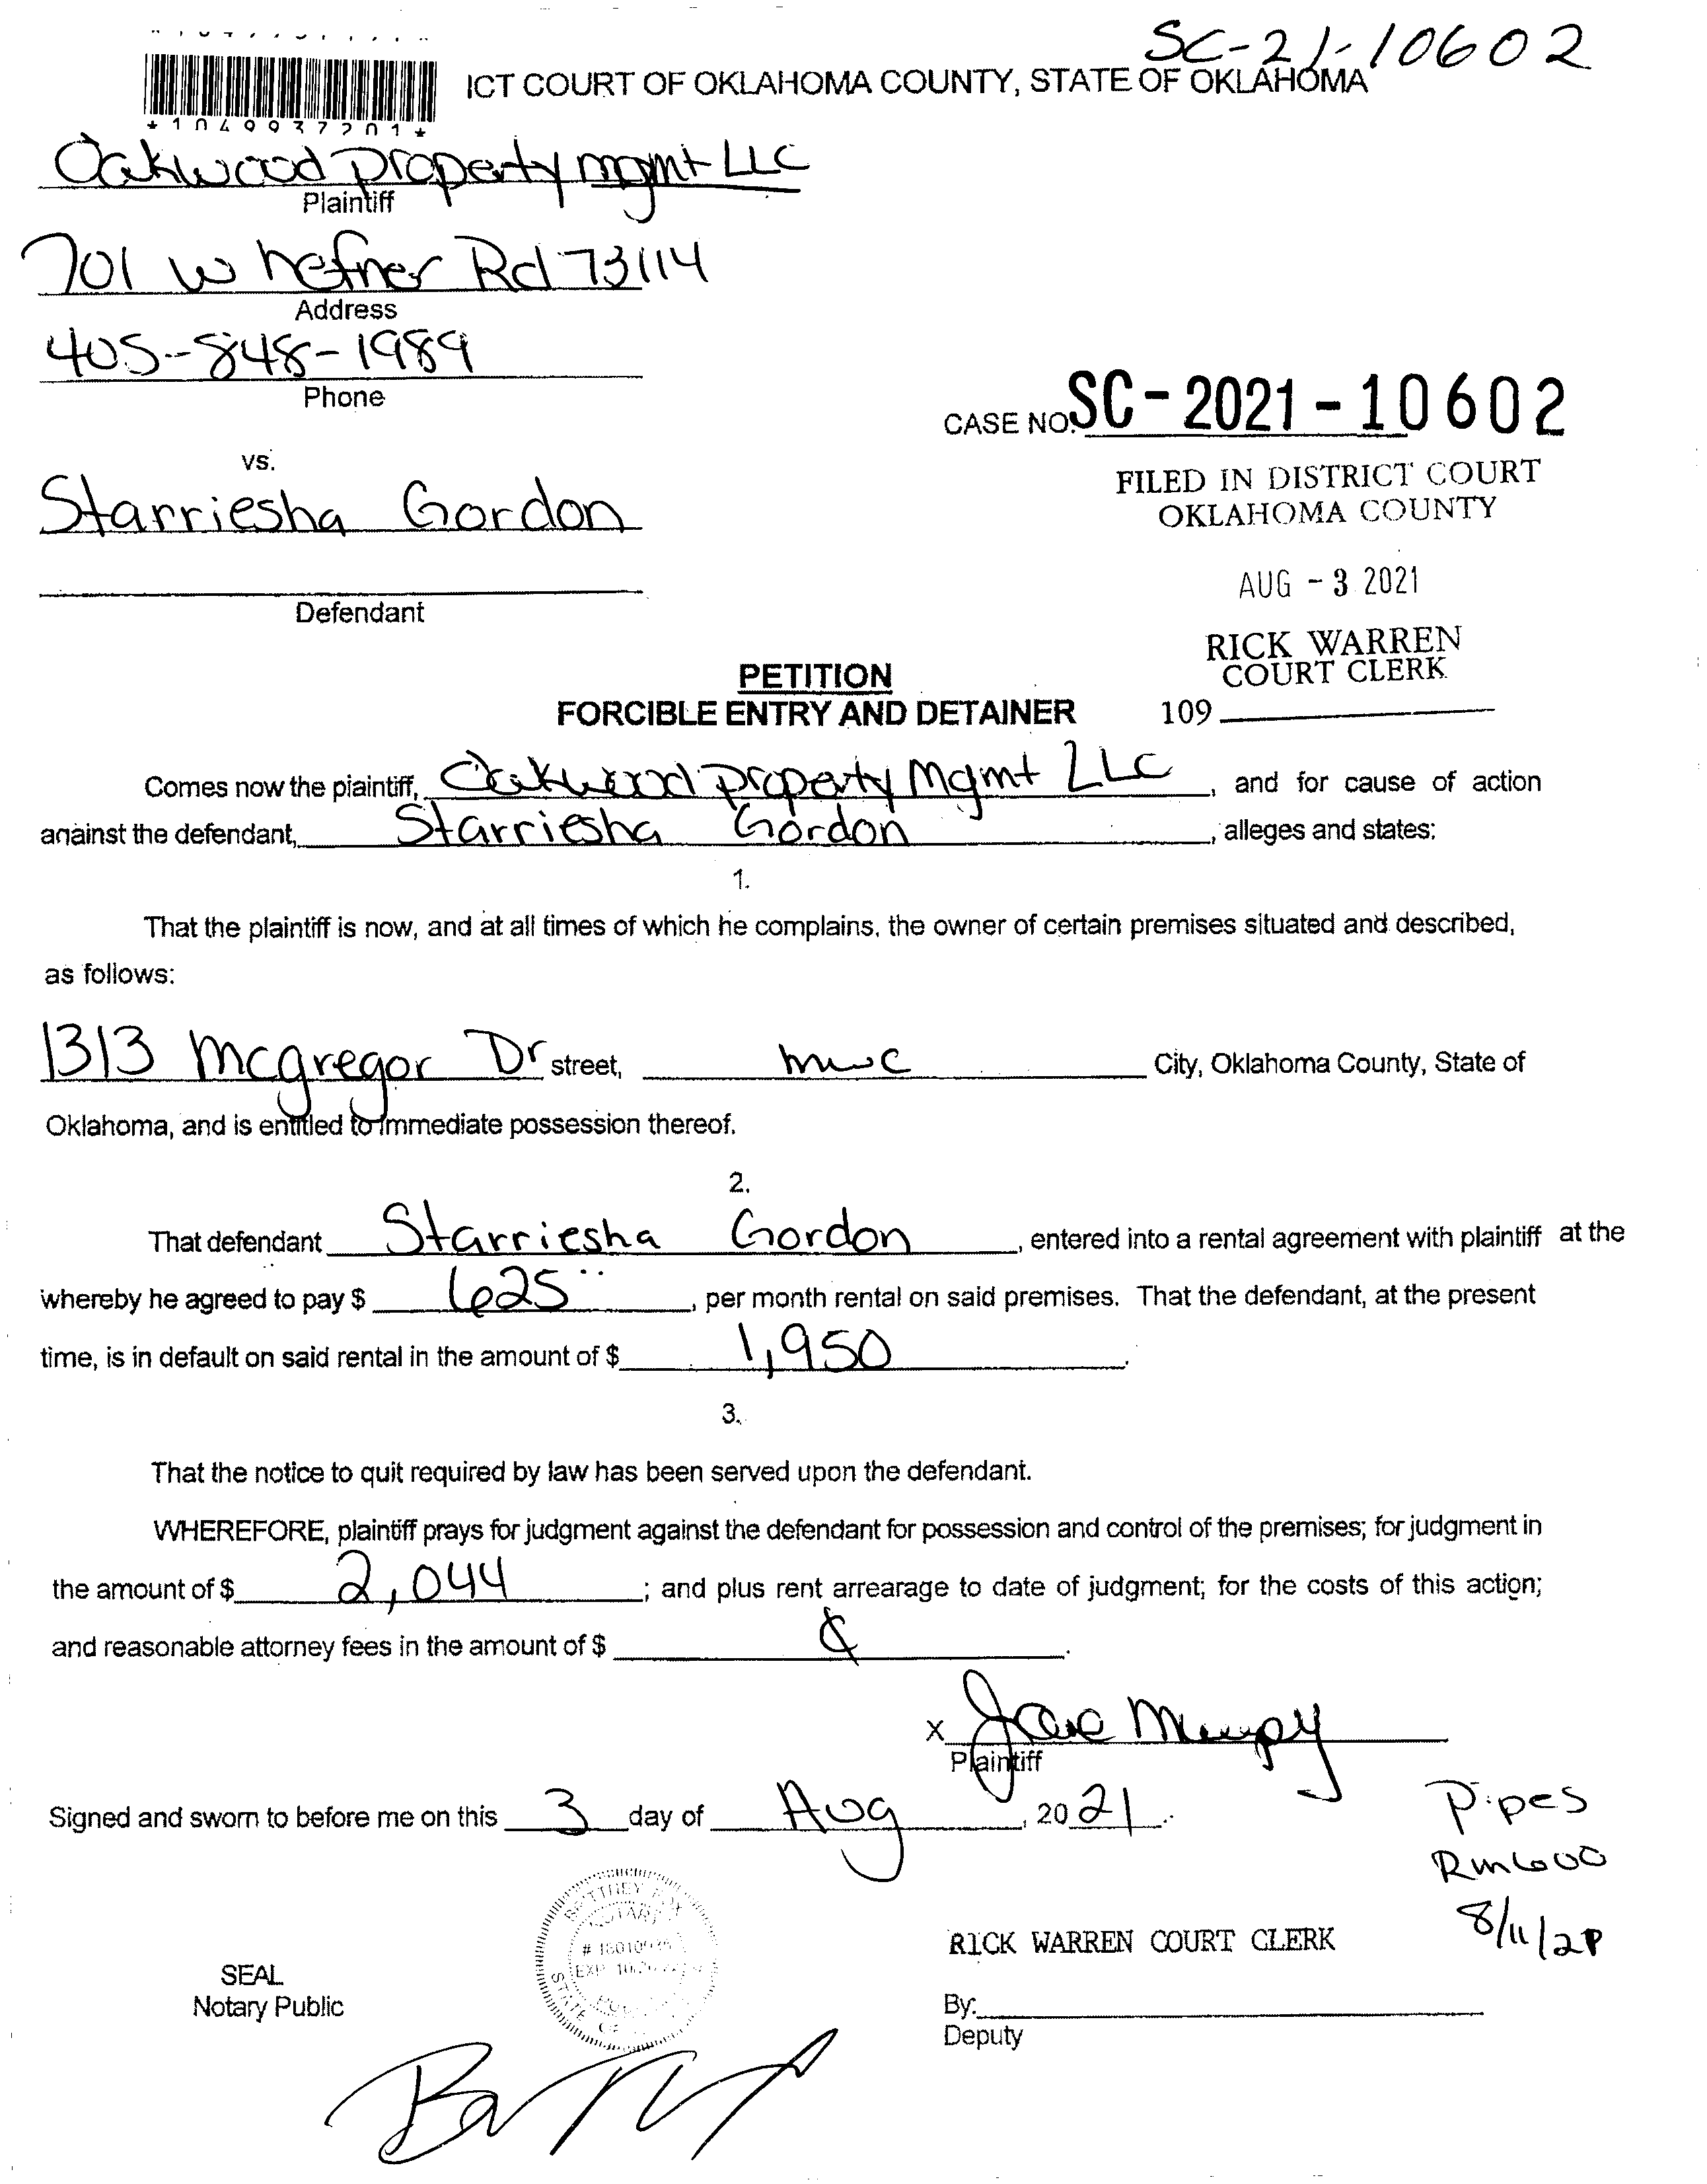 SC-21-10602
ICT COURT OF OKLAHOMA COUNTY, STATE OF OKLAHOMA
*1049937201*
Oakwood property mgmt LLC
Plaintiff
701 W hefner Rd 73114
Address
405-848-1989
Phone
CASE NO. SC-2021-10602
vs.
FILED IN DISTRICT COURT
OKLAHOMA COUNTY
Starriesha Gordon
AUG - 3 2021
Defendant
RICK WARREN
COURT CLERK
PETITION
FORCIBLE ENTRY AND DETAINER
109
Comes now the plaintiff, Oakwood property Mgmt LLC, and for cause of action
against the defendant, Starriesha Gordon, alleges and states:
1.
That the plaintiff is now, and at all times of which he complains, the owner of certain premises situated and described,
as follows:
1313 Mcgregor Dr street, mwc City, Oklahoma County, State of
Oklahoma, and is entitled to immediate possession thereof.
2.
That defendant Starriesha Gordon, entered into a rental agreement with plaintiff at the
whereby he agreed to pay $ 625, per month rental on said premises. That the defendant, at the present
time, is in default on said rental in the amount of $ 1,950.
3.
That the notice to quit required by law has been served upon the defendant.
WHEREFORE, plaintiff prays for judgment against the defendant for possession and control of the premises; for judgment in
the amount of $ 2,044; and plus rent arrearage to date of judgment; for the costs of this action;
and reasonable attorney fees in the amount of $
X
Plaintiff
Signed and sworn to before me on this 3 day of Aug, 2021.
Pipes
Rm 600
8/11/2P
RICK WARREN COURT CLERK
SEAL
Notary Public
By:
Deputy